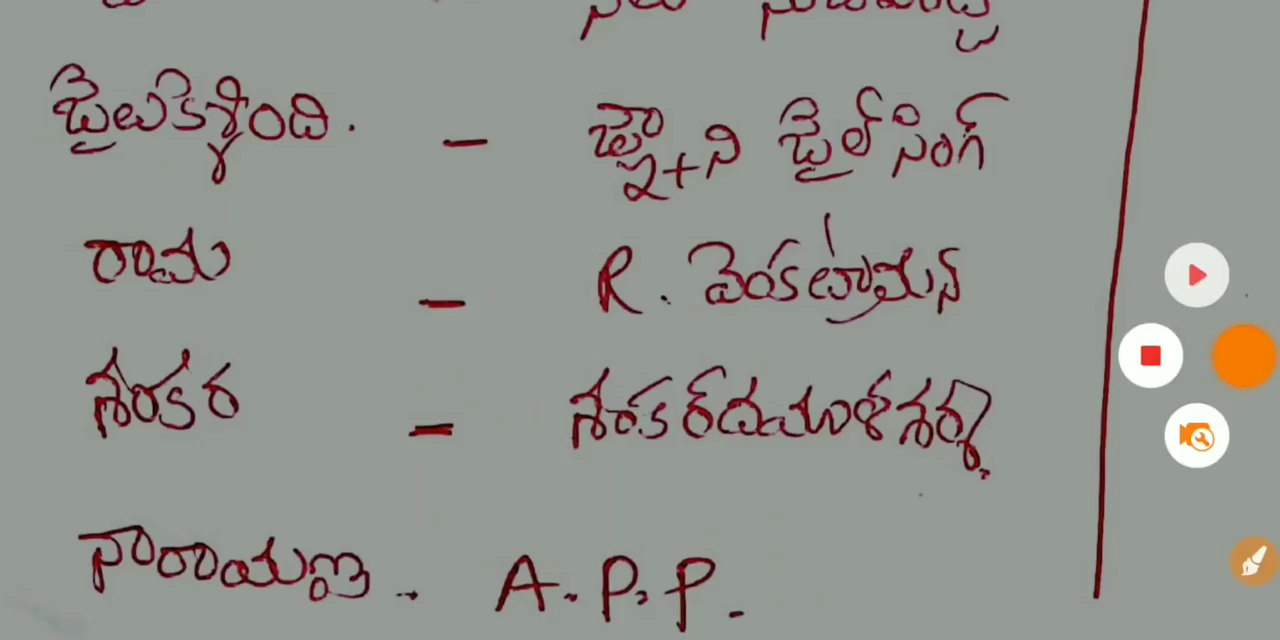 జైలుకెళ్ళింది. - జ్ఞాని జైల్ సింగ్
రామ - R. వెంకట్రామన్
శంకర - శంకర్ దయాళ్ శర్మ.
నారాయణ - A. P. P.